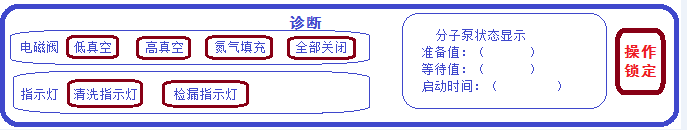 诊断
电磁阀 低真空 高真空 氮气填充 全部关闭
指示灯 清洗指示灯 检漏指示灯
分子泵状态显示
准备值：（ ）
等待值：（ ）
启动时间：（ ）
操作
锁定